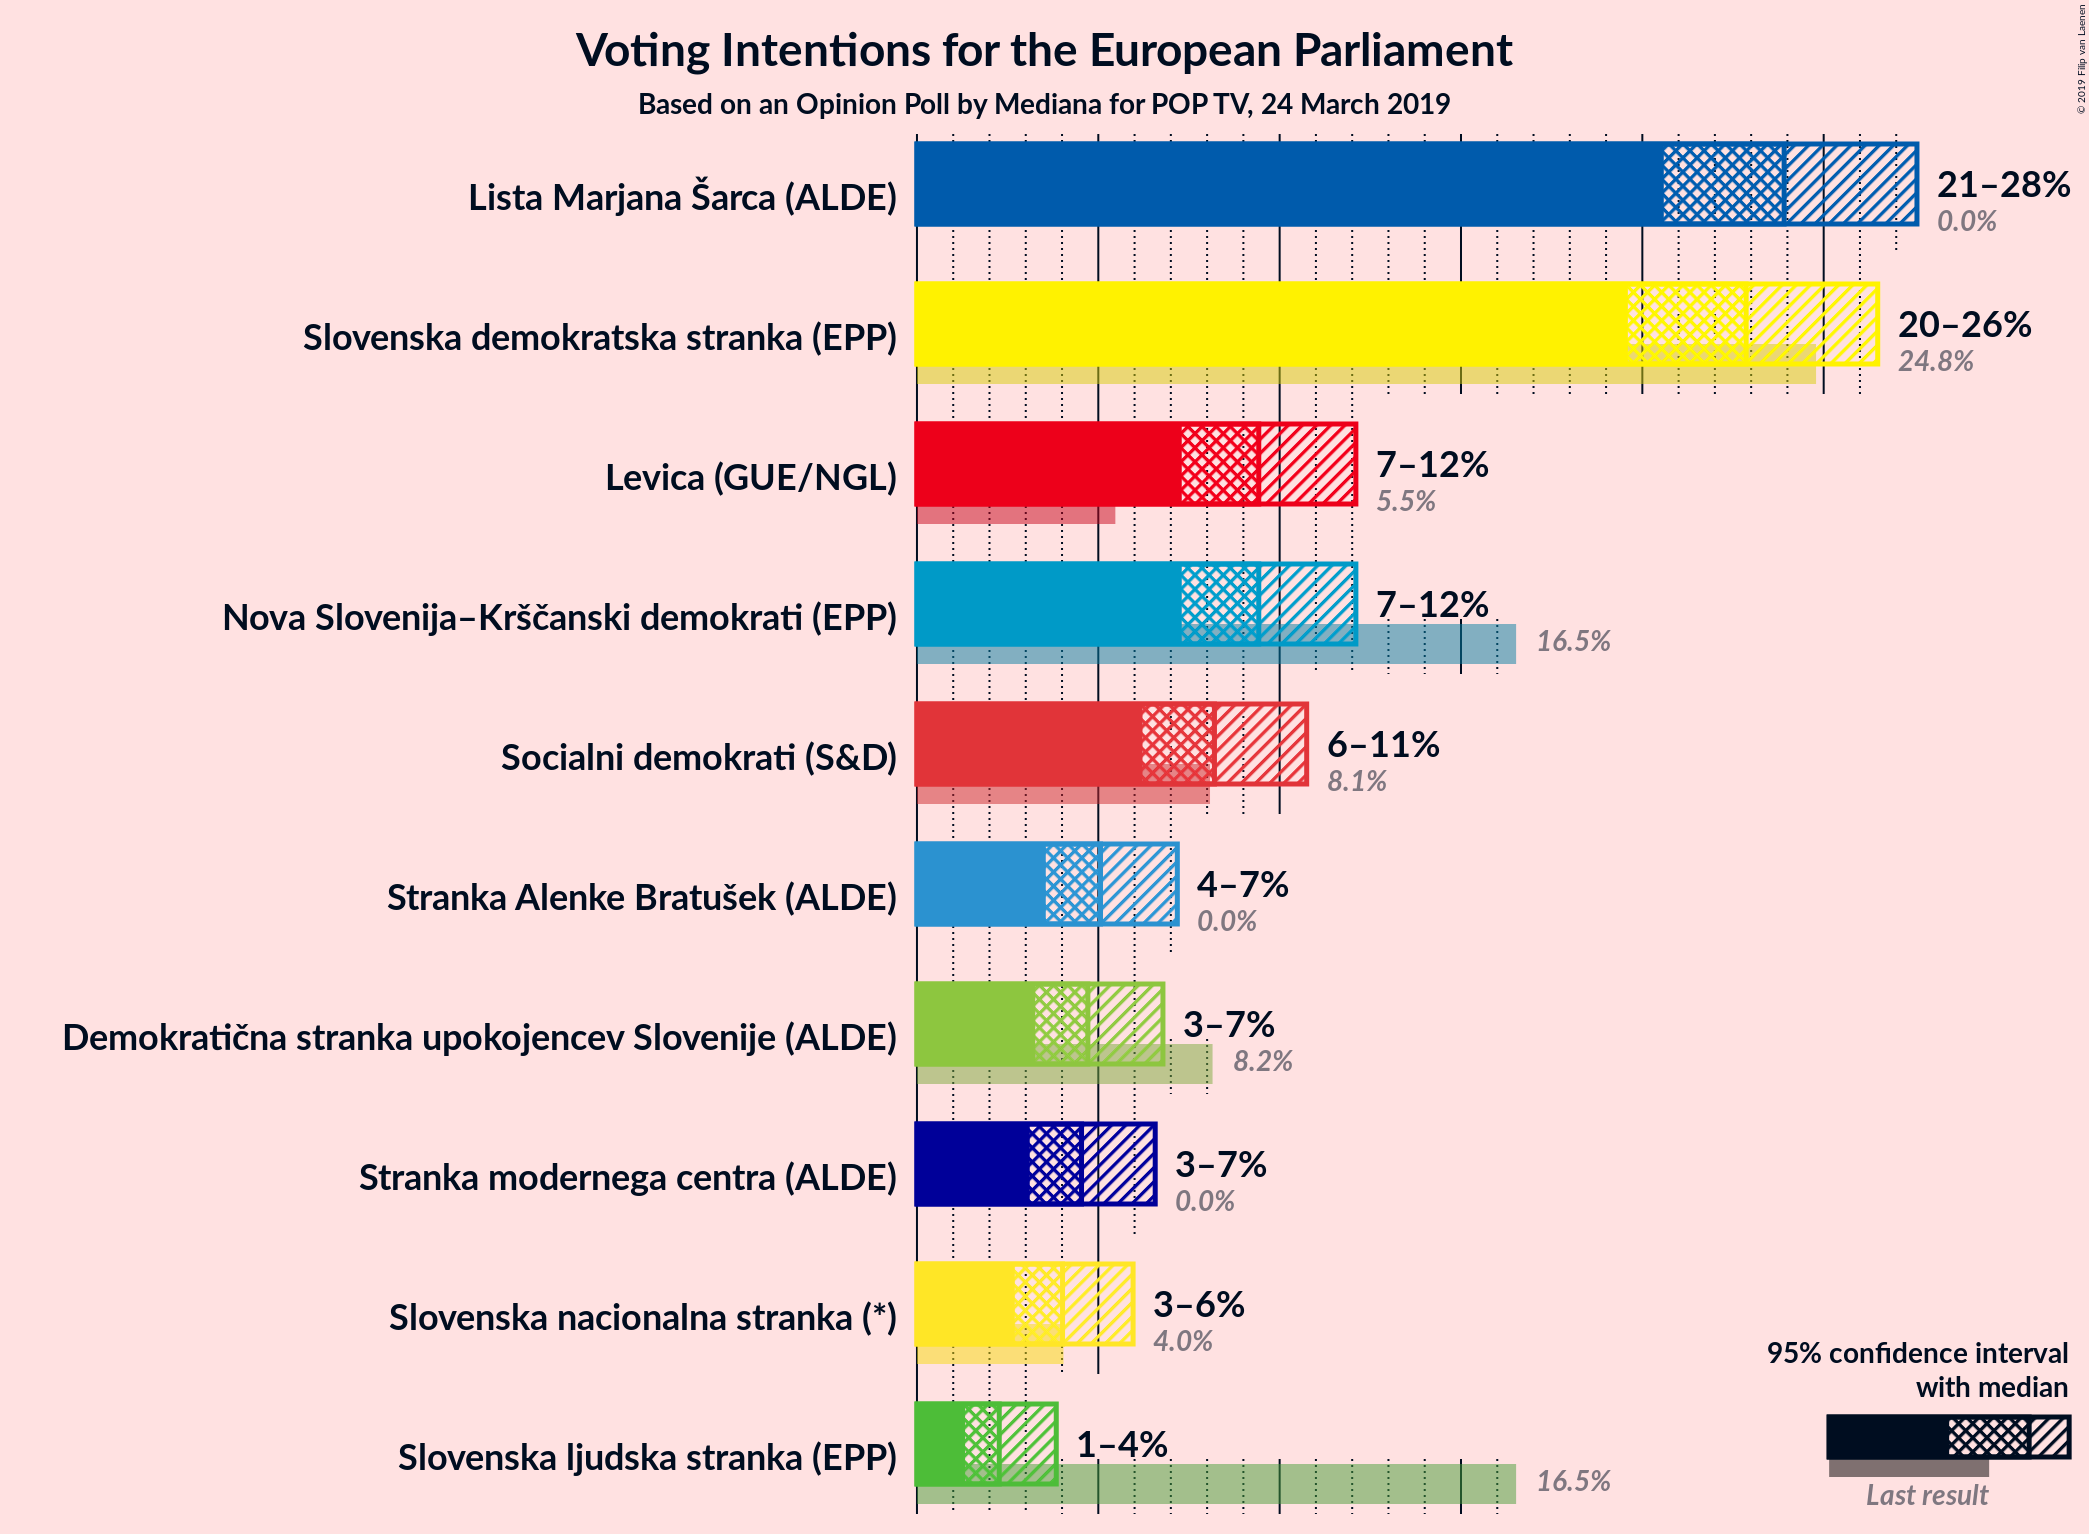 Voting Intentions for the European Parliament
Based on an Opinion Poll by Mediana for POP TV, 24 March 2019
© 2019 Filip van Laenen
Lista Marjana Šarca (ALDE)
21–28%
0.0%
Slovenska demokratska stranka (EPP)
20–26%
24.8%
Levica (GUE/NGL)
7–12%
5.5%
Nova Slovenija–Krščanski demokrati (EPP)
7–12%
16.5%
Socialni demokrati (S&D)
6–11%
8.1%
Stranka Alenke Bratušek (ALDE)
4–7%
0.0%
Demokratična stranka upokojencev Slovenije (ALDE)
3–7%
8.2%
Stranka modernega centra (ALDE)
3–7%
0.0%
Slovenska nacionalna stranka (*)
3–6%
4.0%
Slovenska ljudska stranka (EPP)
1–4%
16.5%
95% confidence interval
with median
Last result